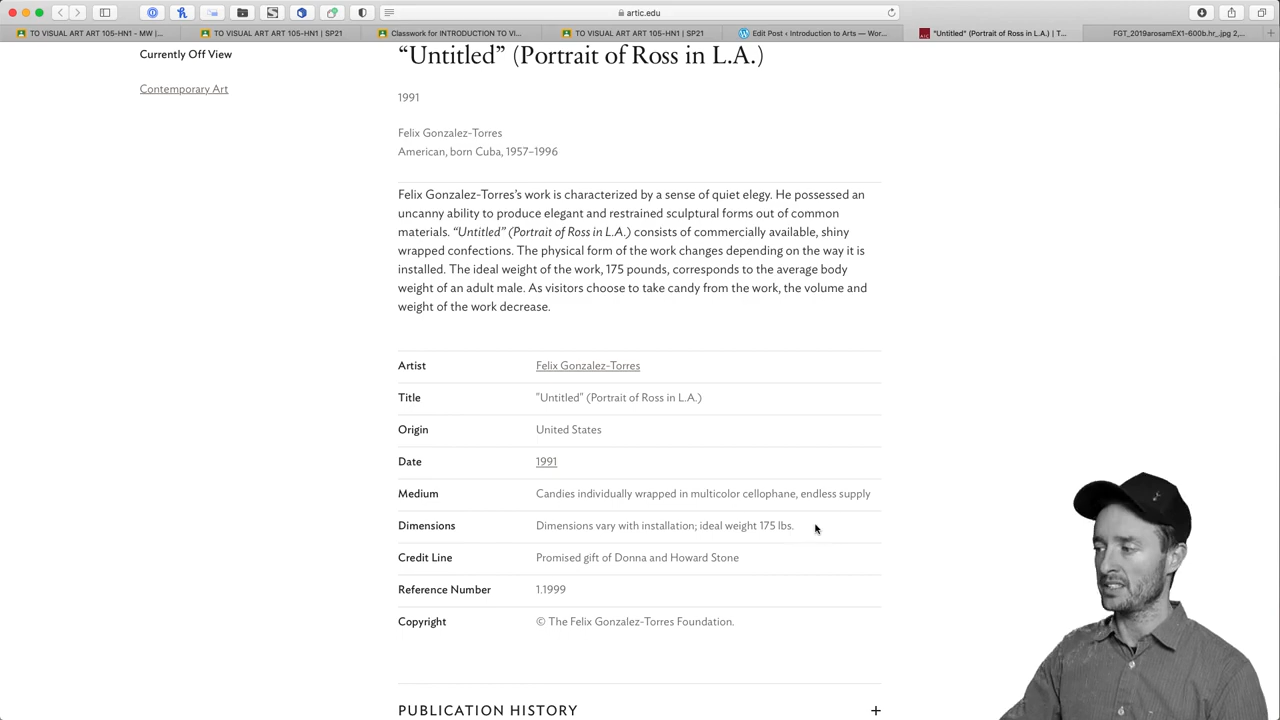 artic.edu
TO VISUAL ART ART 105-HN1 - MW |...
TO VISUAL ART ART 105-HN1 | SP21
Classwork for INTRODUCTION TO VI...
TO VISUAL ART ART 105-HN1 | SP21
Edit Post ‹ Introduction to Arts — Wor...
"Untitled" (Portrait of Ross in L.A.) | T...
FGT_2019arosamEX1-600b.hr_.jpg 2,...
Currently Off View
Contemporary Art
“Untitled” (Portrait of Ross in L.A.)
1991
Felix Gonzalez-Torres
American, born Cuba, 1957–1996
Felix Gonzalez-Torres’s work is characterized by a sense of quiet elegy. He possessed an
uncanny ability to produce elegant and restrained sculptural forms out of common
materials. “Untitled” (Portrait of Ross in L.A.) consists of commercially available, shiny
wrapped confections. The physical form of the work changes depending on the way it is
installed. The ideal weight of the work, 175 pounds, corresponds to the average body
weight of an adult male. As visitors choose to take candy from the work, the volume and
weight of the work decrease.
Artist Felix Gonzalez-Torres
Title "Untitled" (Portrait of Ross in L.A.)
Origin United States
Date 1991
Medium Candies individually wrapped in multicolor cellophane, endless supply
Dimensions Dimensions vary with installation; ideal weight 175 lbs.
Credit Line Promised gift of Donna and Howard Stone
Reference Number 1.1999
Copyright © The Felix Gonzalez-Torres Foundation.
PUBLICATION HISTORY +